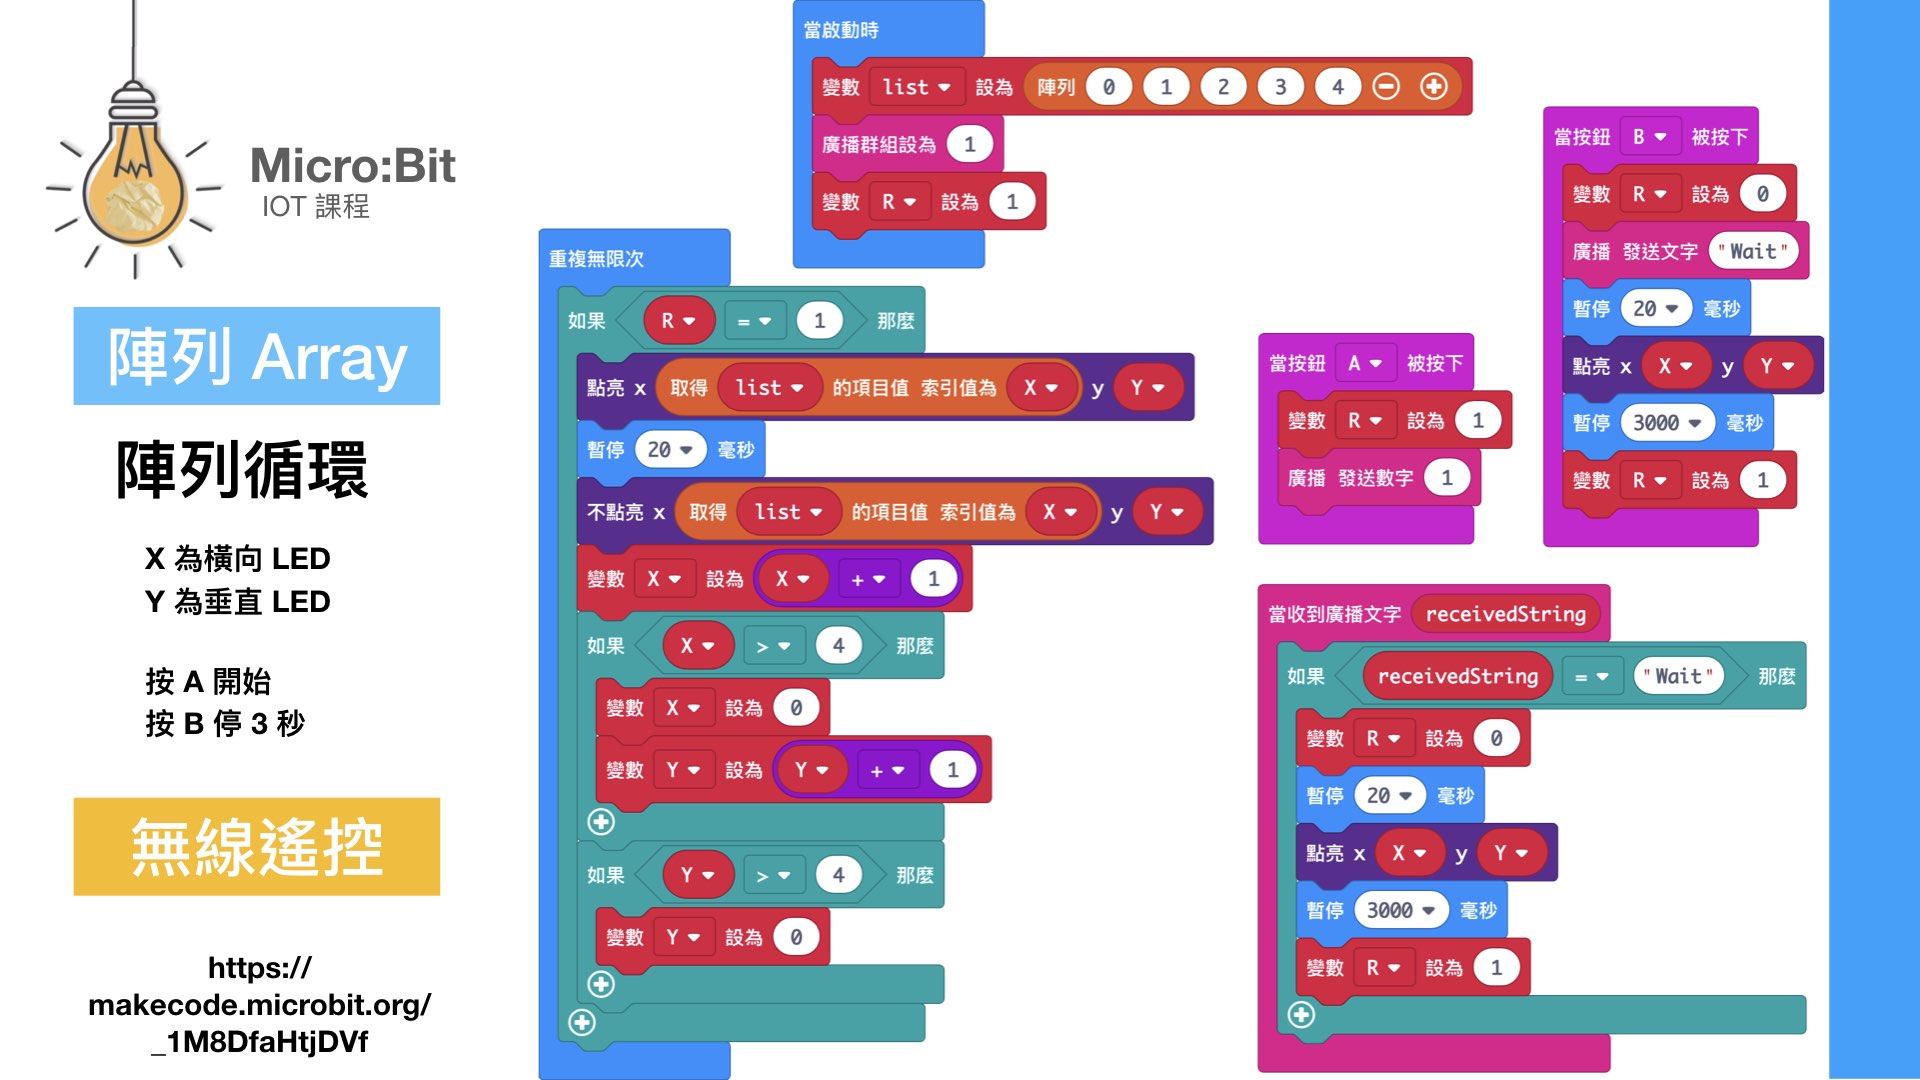 Micro:Bit
IOT 課程
陣列 Array
陣列循環
X 為橫向 LED
Y 為垂直 LED
按 A 開始
按 B 停 3 秒
無線遙控
https://
makecode.microbit.org/
_1M8DfaHtjDVf
當啟動時
變數 list 設為 陣列 0 1 2 3 4
廣播群組設為 1
變數 R 設為 1
重複無限次
如果 R = 1 那麼
點亮 x 取得 list 的項目值 索引值為 X y Y
暫停 20 毫秒
不點亮 x 取得 list 的項目值 索引值為 X y Y
變數 X 設為 X + 1
如果 X > 4 那麼
變數 X 設為 0
變數 Y 設為 Y + 1
如果 Y > 4 那麼
變數 Y 設為 0
當按鈕 A 被按下
變數 R 設為 1
廣播 發送數字 1
當按鈕 B 被按下
變數 R 設為 0
廣播 發送文字 "Wait"
暫停 20 毫秒
點亮 x X y Y
暫停 3000 毫秒
變數 R 設為 1
當收到廣播文字 receivedString
如果 receivedString = "Wait" 那麼
變數 R 設為 0
暫停 20 毫秒
點亮 x X y Y
暫停 3000 毫秒
變數 R 設為 1